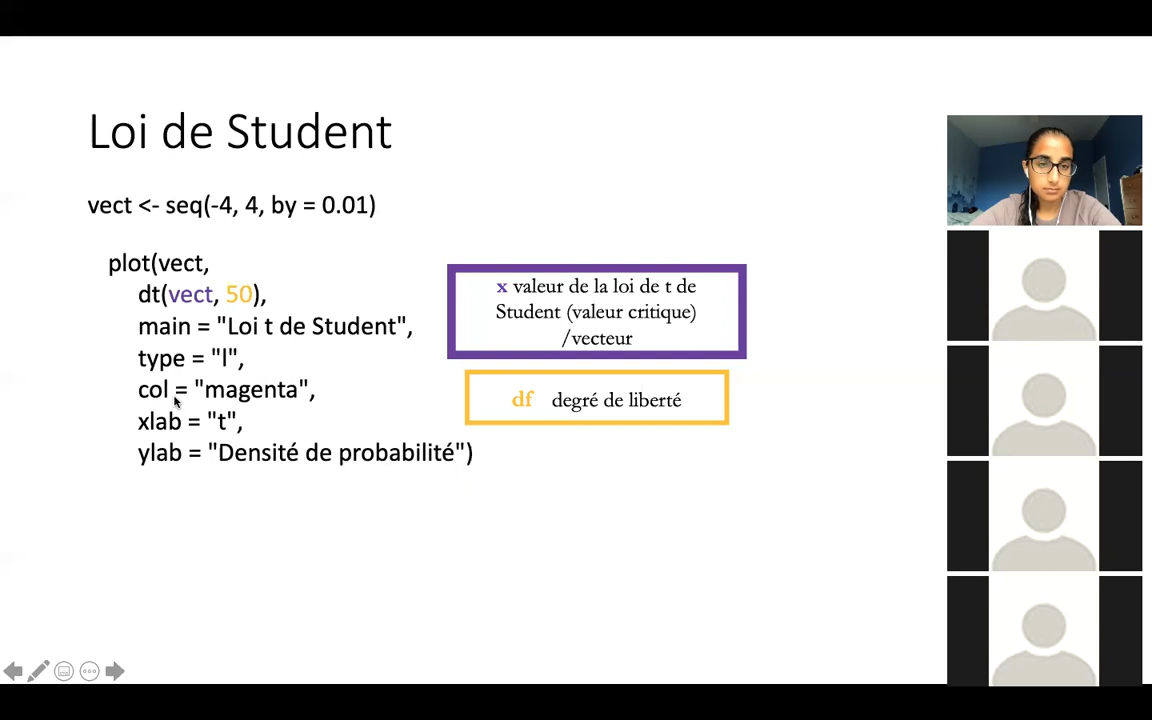 Loi de Student
vect <- seq(-4, 4, by = 0.01)
plot(vect,
dt(vect, 50),
main = "Loi t de Student",
type = "l",
col = "magenta",
xlab = "t",
ylab = "Densité de probabilité")
x valeur de la loi de t de
Student (valeur critique)
/vecteur
df degré de liberté